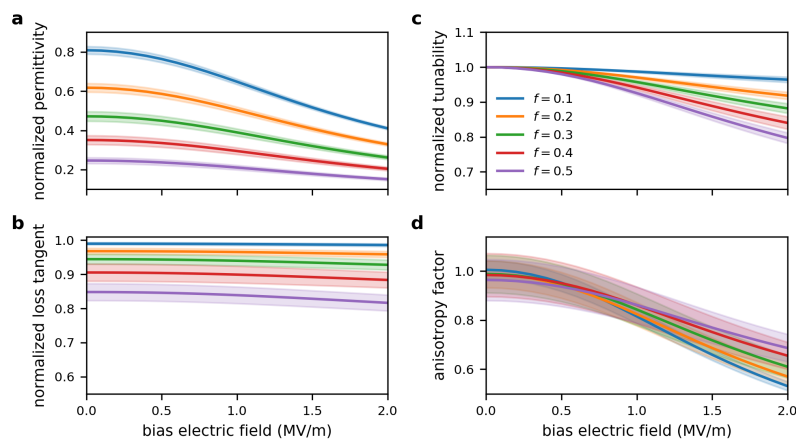 a
normalized permittivity
0.8
0.6
0.4
0.2
c
normalized tunability
1.1
1.0
0.9
0.8
0.7
f = 0.1
f = 0.2
f = 0.3
f = 0.4
f = 0.5
b
normalized loss tangent
1.0
0.9
0.8
0.7
0.6
0.0 0.5 1.0 1.5 2.0
bias electric field (MV/m)
d
anisotropy factor
1.0
0.8
0.6
0.0 0.5 1.0 1.5 2.0
bias electric field (MV/m)